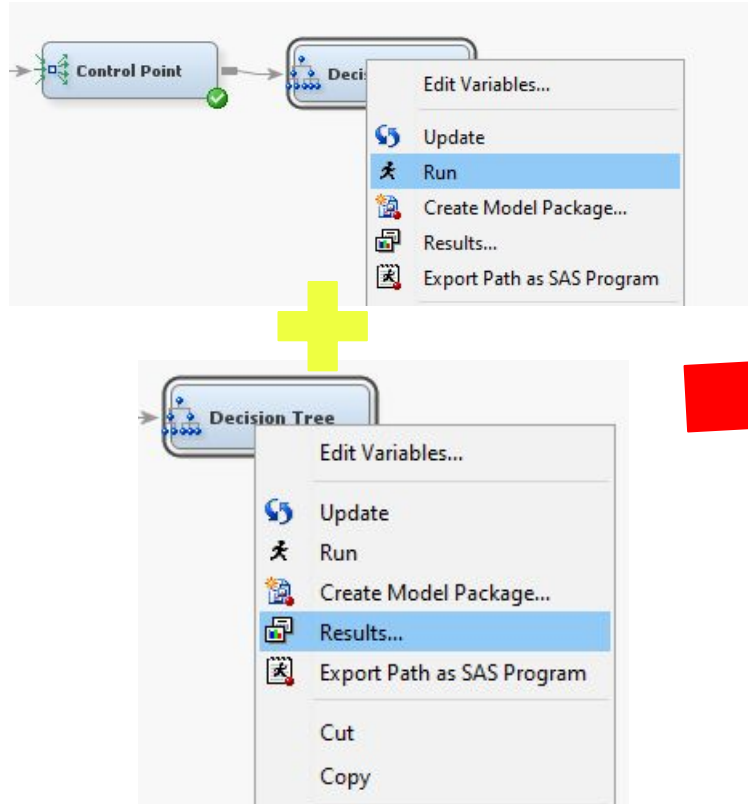 Control Point
Decis
Edit Variables...
Update
Run
Create Model Package...
Results...
Export Path as SAS Program
Decision Tree
Edit Variables...
Update
Run
Create Model Package...
Results...
Export Path as SAS Program
Cut
Copy